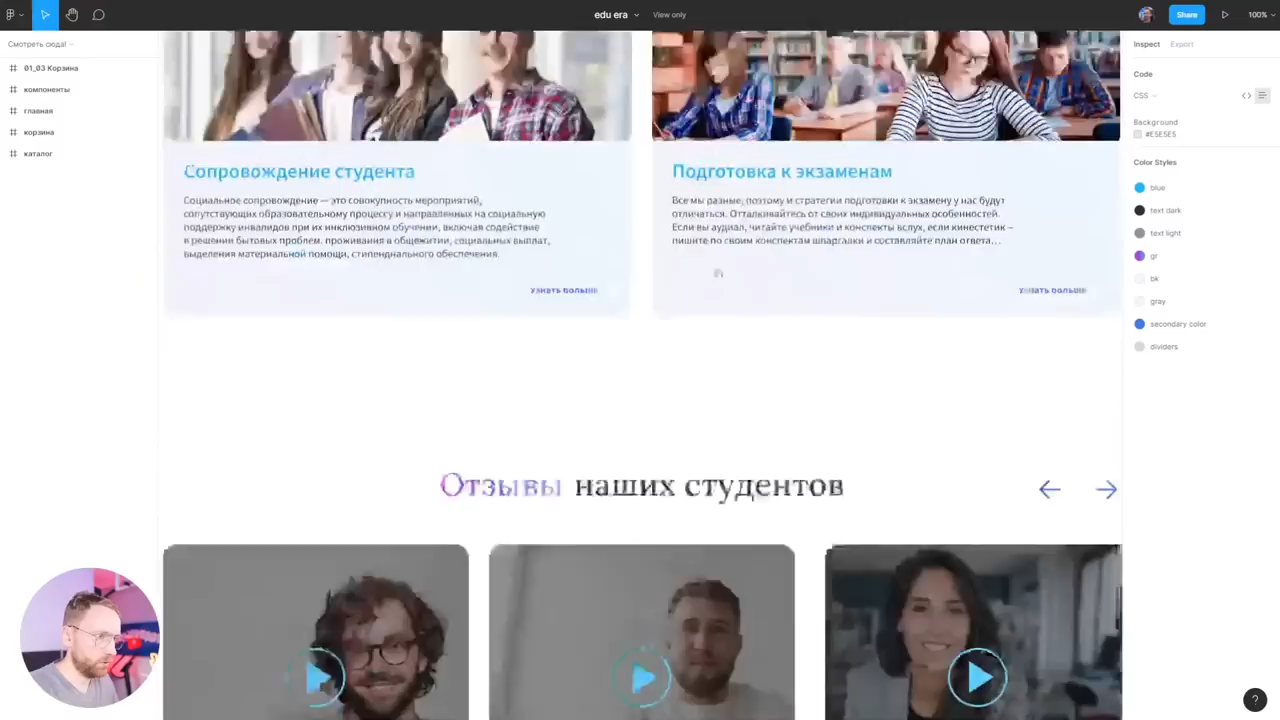 edu era
View only
Share
100%
Смотреть сюда!
Inspect
Export
01_03 Корзина
компоненты
главная
корзина
каталог
Code
CSS
Background
#E5E5E5
Color Styles
blue
text dark
text light
gr
bk
gray
secondary color
dividers
Сопровождение студента
Социальное сопровождение — это совокупность мероприятий,
сопутствующих образовательному процессу и направленных на социальную
поддержку инвалидов при их инклюзивном обучении, включая содействие
в решении бытовых проблем, проживания в общежитии, социальных выплат,
выделения материальной помощи, стипендиального обеспечения.
Узнать больше
Подготовка к экзаменам
Все мы разные, поэтому и стратегии подготовки к экзамену у нас будут
отличаться. Отталкивайтесь от своих индивидуальных особенностей.
Если вы аудиал, читайте учебники и конспекты вслух, если кинестетик –
пишите по своим конспектам шпаргалки и составляйте план ответа...
Узнать больше
Отзывы наших студентов
?